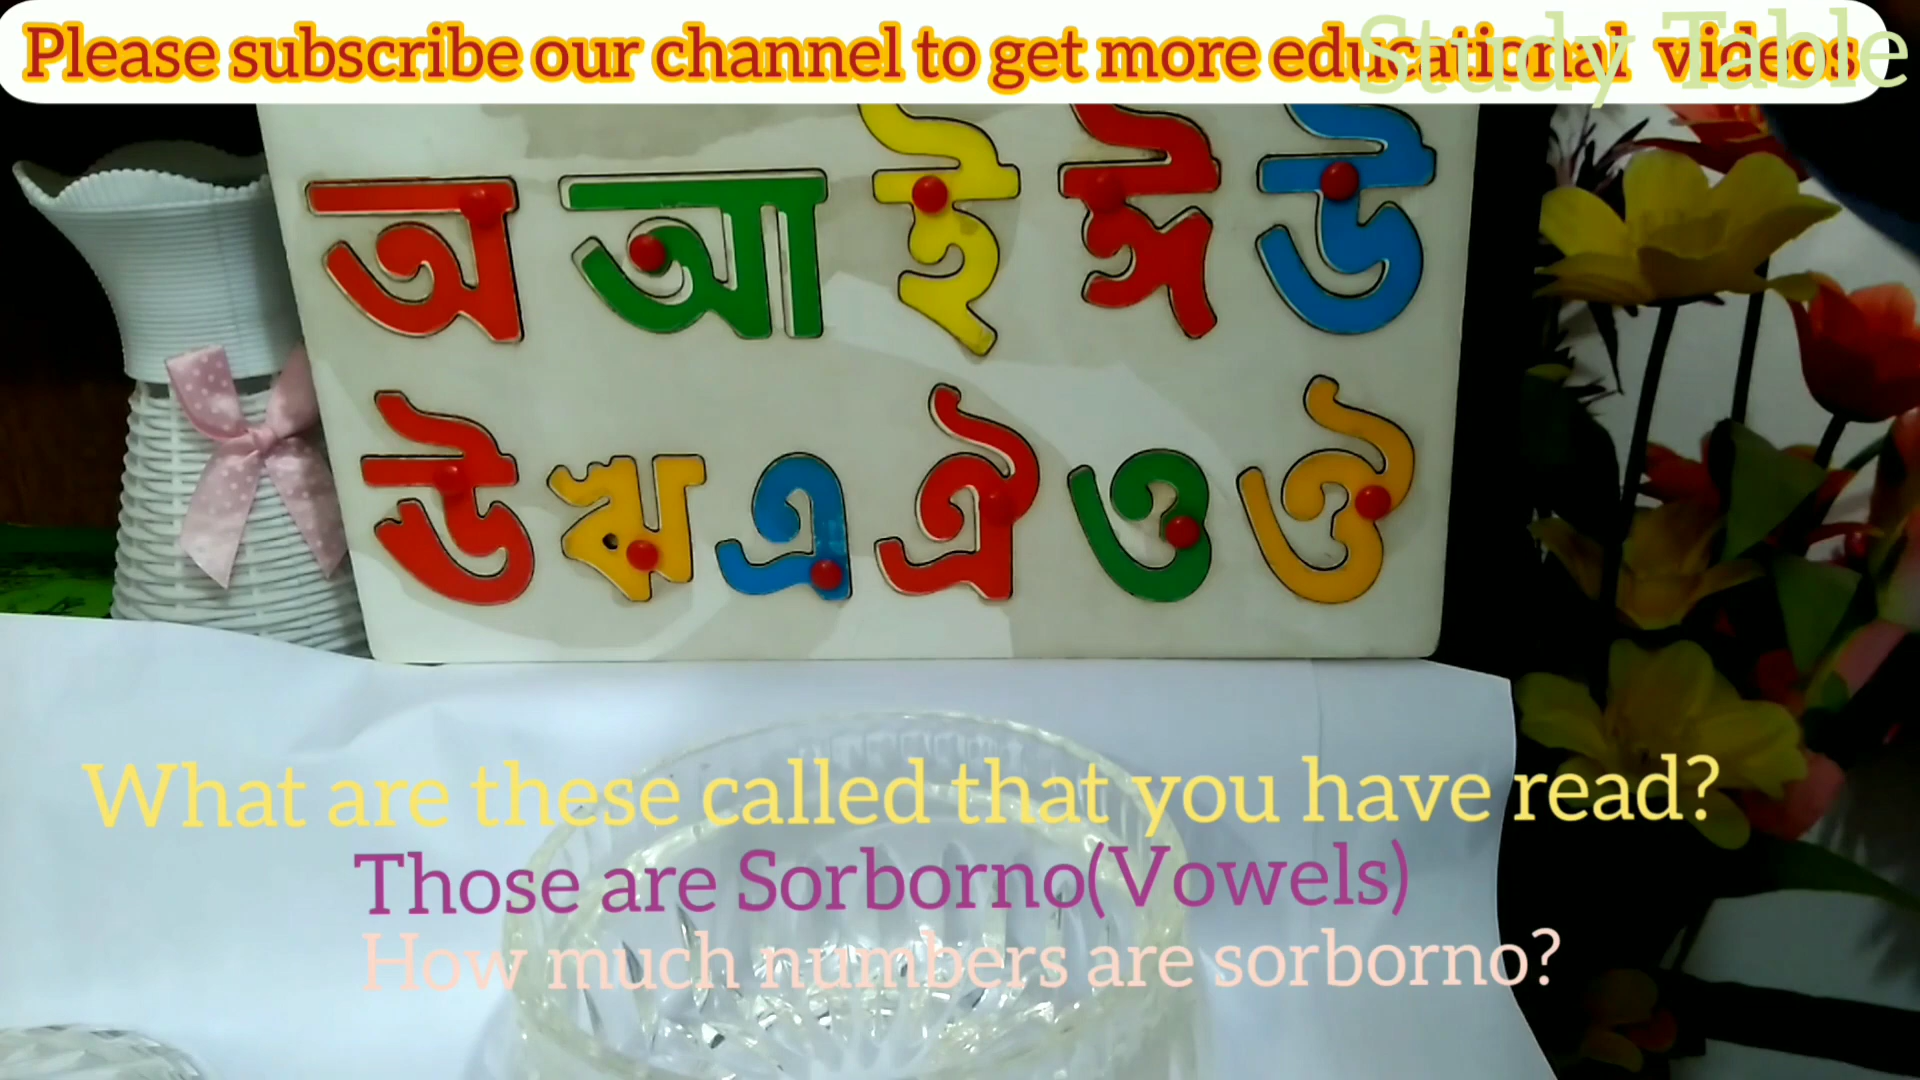 Please subscribe our channel to get more educational videos
Study Table
অ আ ই ঈ উ
ঊ ঋ এ ঐ ও ঔ
What are these called that you have read?
Those are Sorborno(Vowels)
How much numbers are sorborno?